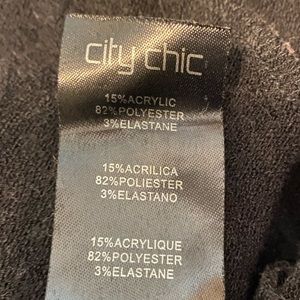 city chic
15%ACRYLIC
82%POLYESTER
3%ELASTANE
15%ACRILICA
82%POLIESTER
3%ELASTANO
15%ACRYLIQUE
82%POLYESTER
3%ELASTANE